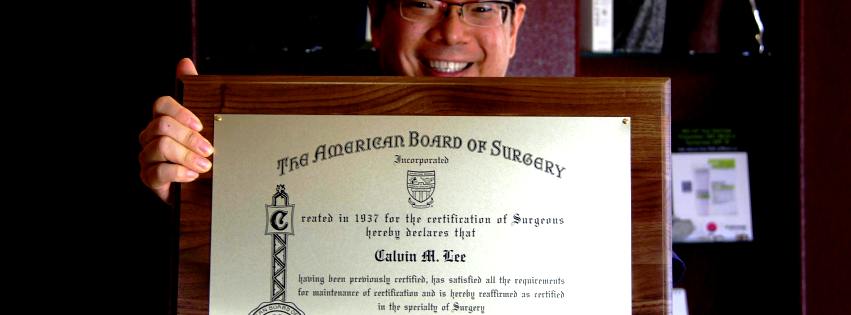 The American Board of Surgery
Incorporated
Created in 1937 for the certification of Surgeons
hereby declares that
Calvin M. Lee
having been previously certified, has satisfied all the requirements
for maintenance of certification and is hereby reaffirmed as certified
in the specialty of Surgery